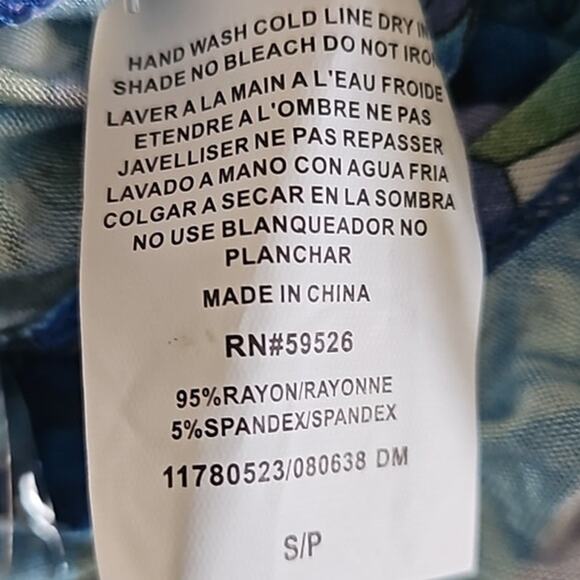 HAND WASH COLD LINE DRY IN
SHADE NO BLEACH DO NOT IRON
LAVER A LA MAIN A L'EAU FROIDE
ETENDRE A L'OMBRE NE PAS
JAVELLISER NE PAS REPASSER
LAVADO A MANO CON AGUA FRIA
COLGAR A SECAR EN LA SOMBRA
NO USE BLANQUEADOR NO
PLANCHAR
MADE IN CHINA
RN#59526
95%RAYON/RAYONNE
5%SPANDEX/SPANDEX
11780523/080638 DM
S/P